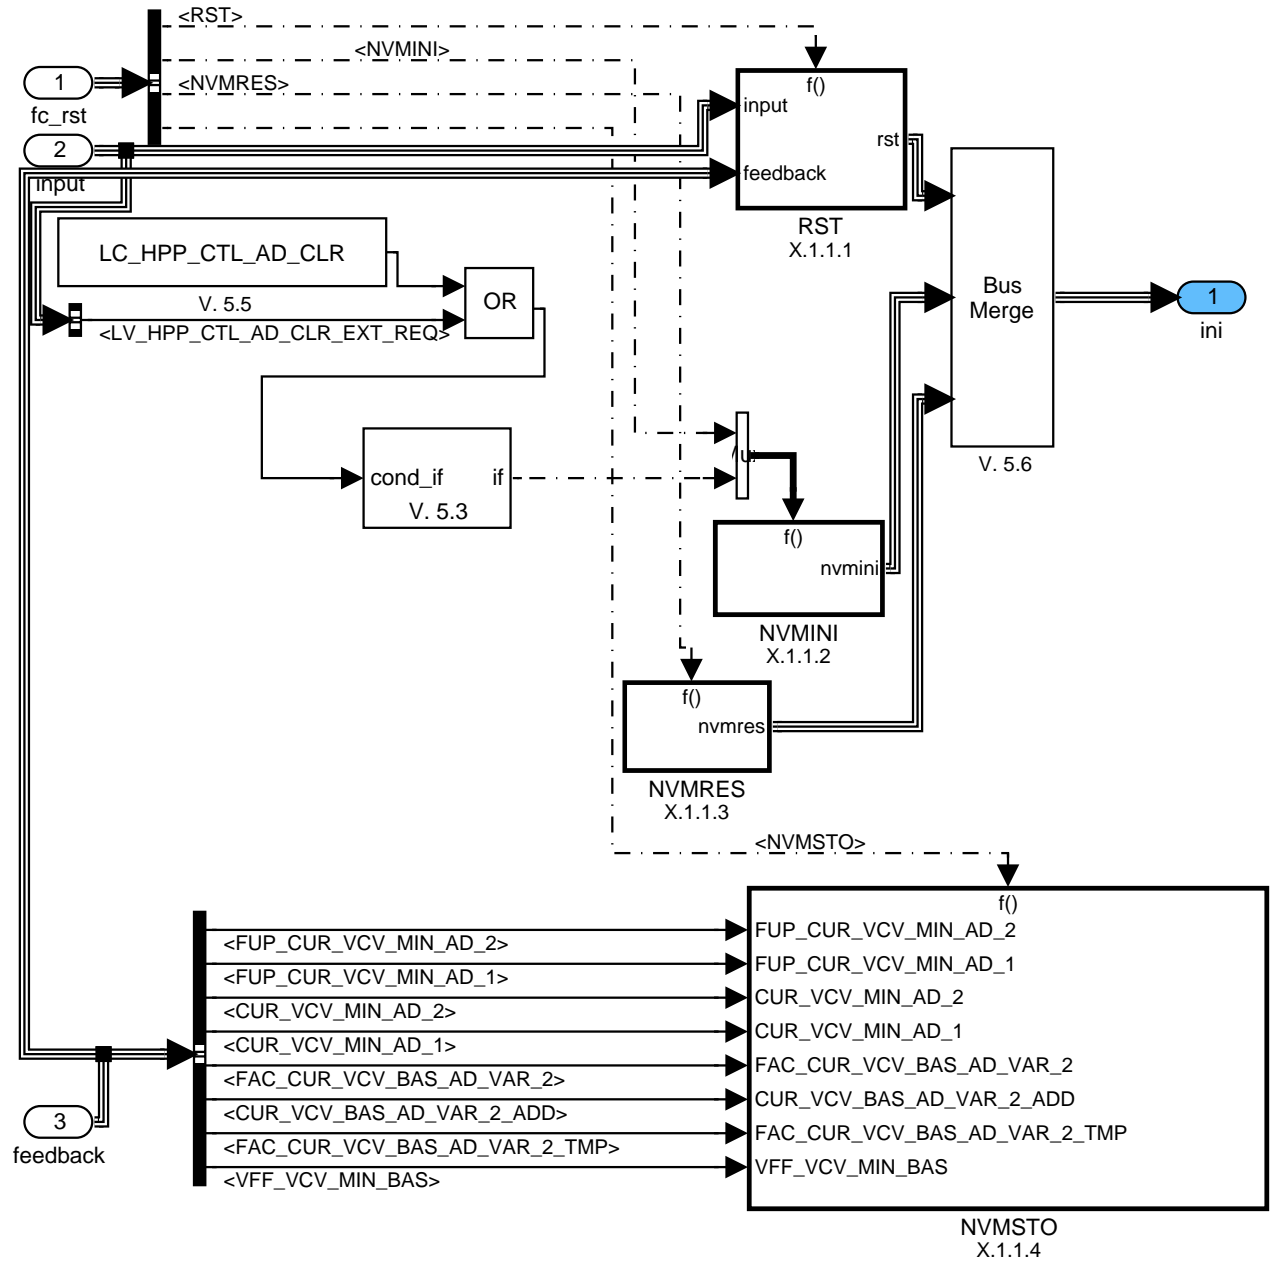 <RST>
<NVMINI>
<NVMRES>
1
fc_rst
2
input
f()
input
feedback
rst
RST
X.1.1.1
LC_HPP_CTL_AD_CLR
V. 5.5
<LV_HPP_CTL_AD_CLR_EXT_REQ>
OR
Bus
Merge
V. 5.6
1
ini
cond_if
if
V. 5.3
f()
nvmini
NVMINI
X.1.1.2
f()
nvmres
NVMRES
X.1.1.3
<NVMSTO>
f()
<FUP_CUR_VCV_MIN_AD_2>
<FUP_CUR_VCV_MIN_AD_1>
<CUR_VCV_MIN_AD_2>
<CUR_VCV_MIN_AD_1>
<FAC_CUR_VCV_BAS_AD_VAR_2>
<CUR_VCV_BAS_AD_VAR_2_ADD>
<FAC_CUR_VCV_BAS_AD_VAR_2_TMP>
<VFF_VCV_MIN_BAS>
FUP_CUR_VCV_MIN_AD_2
FUP_CUR_VCV_MIN_AD_1
CUR_VCV_MIN_AD_2
CUR_VCV_MIN_AD_1
FAC_CUR_VCV_BAS_AD_VAR_2
CUR_VCV_BAS_AD_VAR_2_ADD
FAC_CUR_VCV_BAS_AD_VAR_2_TMP
VFF_VCV_MIN_BAS
3
feedback
NVMSTO
X.1.1.4